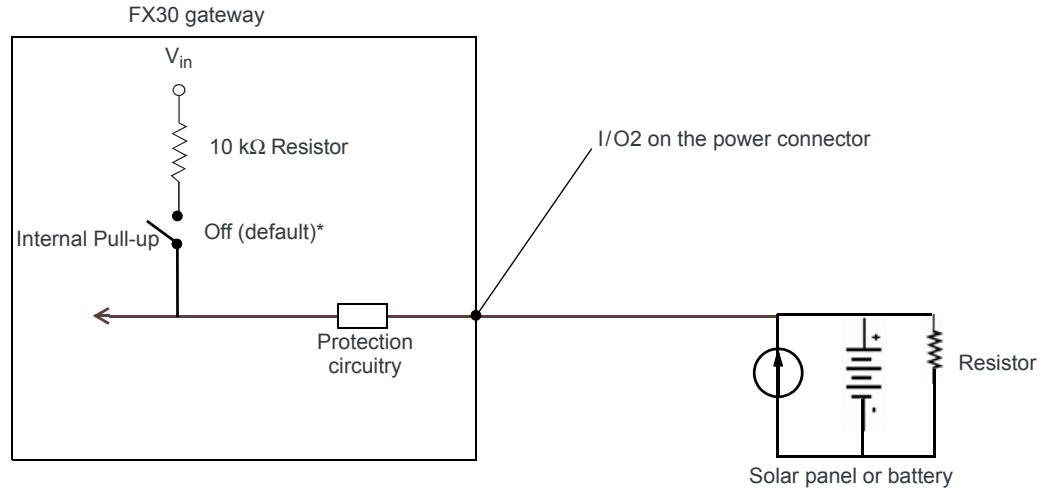 FX30 gateway
Vin
10 kΩ Resistor
I/O2 on the power connector
Internal Pull-up
Off (default)*
Protection
circuitry
+
Resistor
-
Solar panel or battery